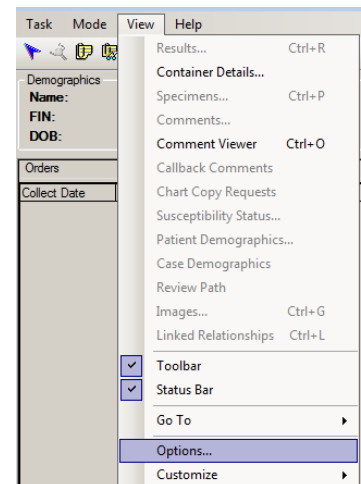 Task Mode View Help
Results... Ctrl+R
Container Details...
Demographics
Name:
Specimens... Ctrl+P
FIN:
Comments...
DOB:
Comment Viewer Ctrl+O
Orders
Callback Comments
Collect Date
Chart Copy Requests
Susceptibility Status...
Patient Demographics...
Case Demographics
Review Path
Images... Ctrl+G
Linked Relationships Ctrl+L
Toolbar
Status Bar
Go To
Options...
Customize